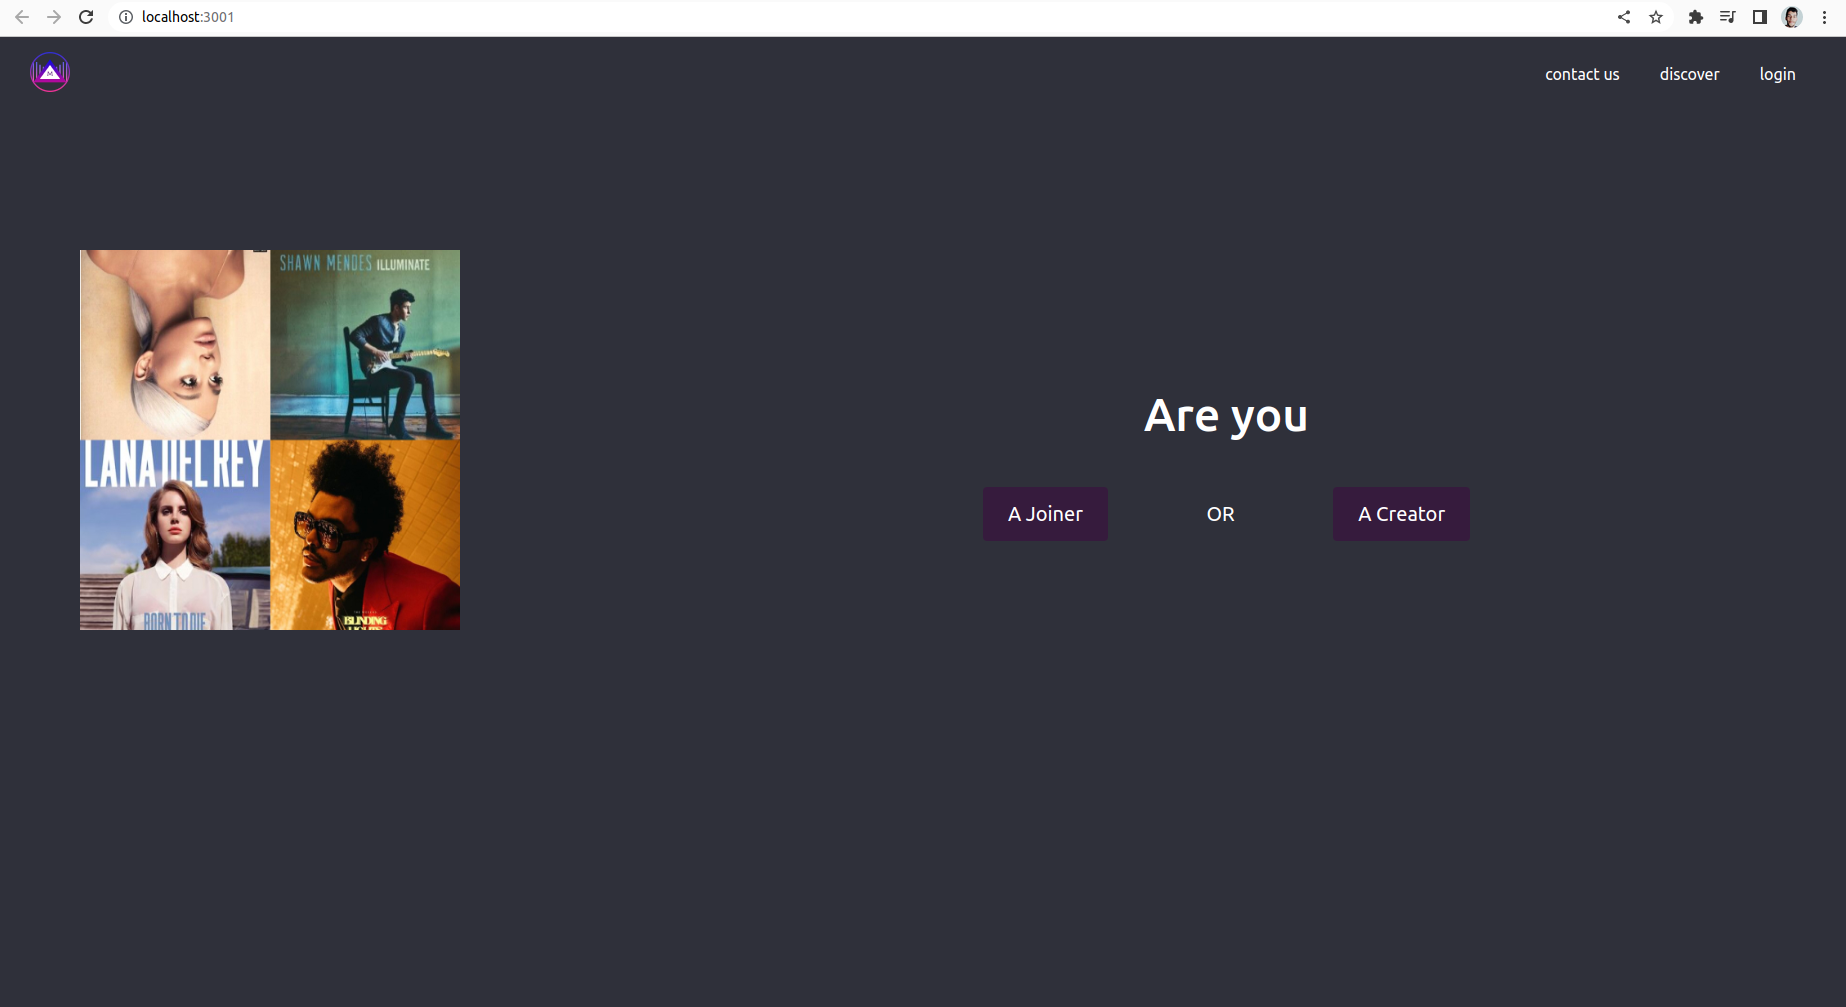 localhost:3001
M
contact us
discover
login
SHAWN MENDES ILLUMINATE
LANA DEL REY
BORN TO DIE
BLINDING
LIGHTS
Are you
A Joiner
OR
A Creator